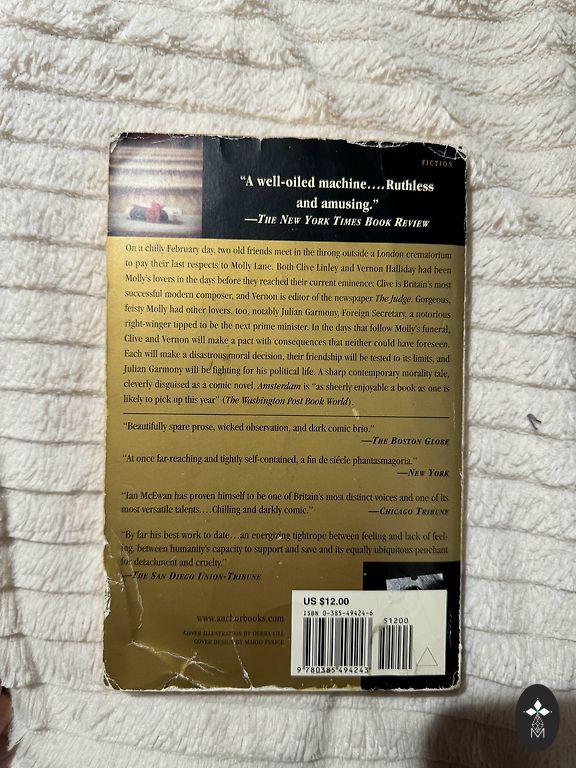 FICTION
“A well-oiled machine....Ruthless
and amusing.”
—THE NEW YORK TIMES BOOK REVIEW
On a chilly February day, two old friends meet in the throng outside a London crematorium
to pay their last respects to Molly Lane. Both Clive Linley and Vernon Halliday had been
Molly's lovers in the days before they reached their current eminence: Clive is Britain's most
successful modern composer, and Vernon is editor of the newspaper The Judge. Gorgeous,
feisty Molly had other lovers, too, notably Julian Garmony, Foreign Secretary, a notorious
right-winger tipped to be the next prime minister. In the days that follow Molly's funeral,
Clive and Vernon will make a pact with consequences that neither could have foreseen.
Each will make a disastrous moral decision, their friendship will be tested to its limits, and
Julian Garmony will be fighting for his political life. A sharp contemporary morality tale,
cleverly disguised as a comic novel, Amsterdam is “as sheerly enjoyable a book as one is
likely to pick up this year” (The Washington Post Book World).
“Beautifully spare prose, wicked observation, and dark comic brio.”
—THE BOSTON GLOBE
“At once far-reaching and tightly self-contained, a fin de siécle phantasmagoria.”
—NEW YORK
“Ian McEwan has proven himself to be one of Britain's most distinct voices and one of its
most versatile talents....Chilling and darkly comic.”
—CHICAGO TRIBUNE
“By far his best work to date...an energizing tightrope between feeling and lack of feel-
ing, between humanity's capacity to support and save and its equally ubiquitous penchant
for detachment and cruelty.”
—THE SAN DIEGO UNION-TRIBUNE
www.anchorbooks.com
COVER ILLUSTRATION BY DEBRA LILL
COVER DESIGN BY MARIO PULICE
US $12.00
ISBN 0-385-49424-6
51200
9 780385 494243
M